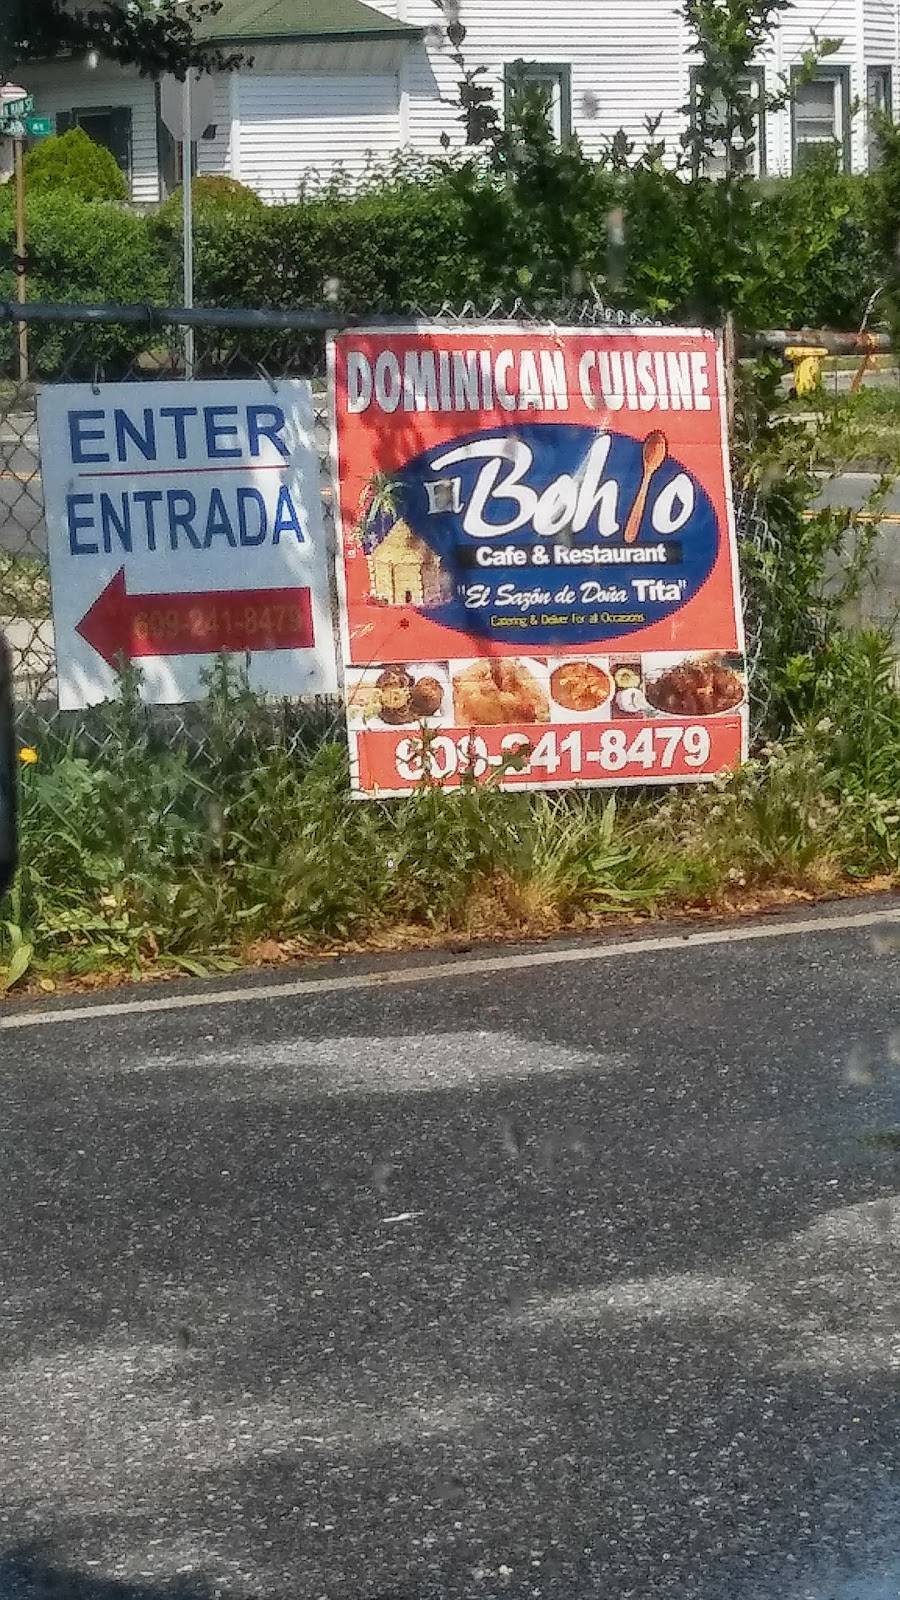 ENTER
ENTRADA
609-241-8479
DOMINICAN CUISINE
El Bohio
Cafe & Restaurant
"El Sazón de Doña Tita"
Catering & Deliver For all Occasions
609-241-8479